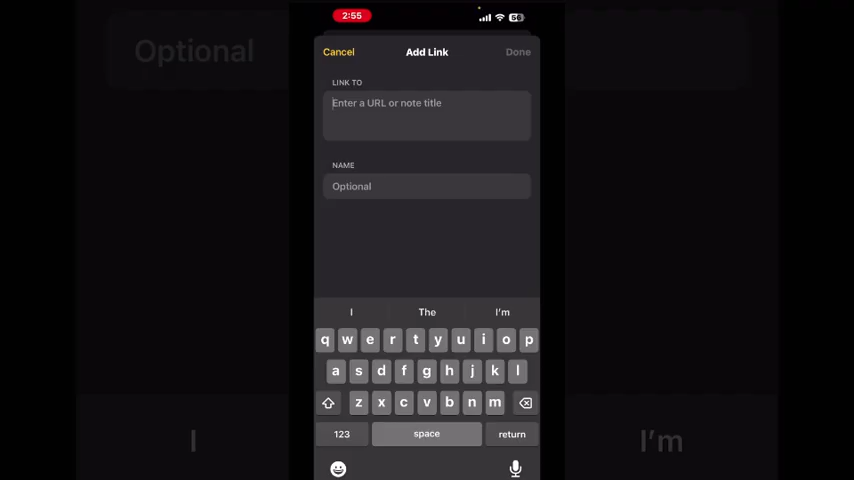 Optional
2:55
56
Cancel
Add Link
Done
LINK TO
Enter a URL or note title
NAME
Optional
I
The
I'm
q w e r t y u i o p
a s d f g h j k l
z x c v b n m
123
space
return
I
I'm